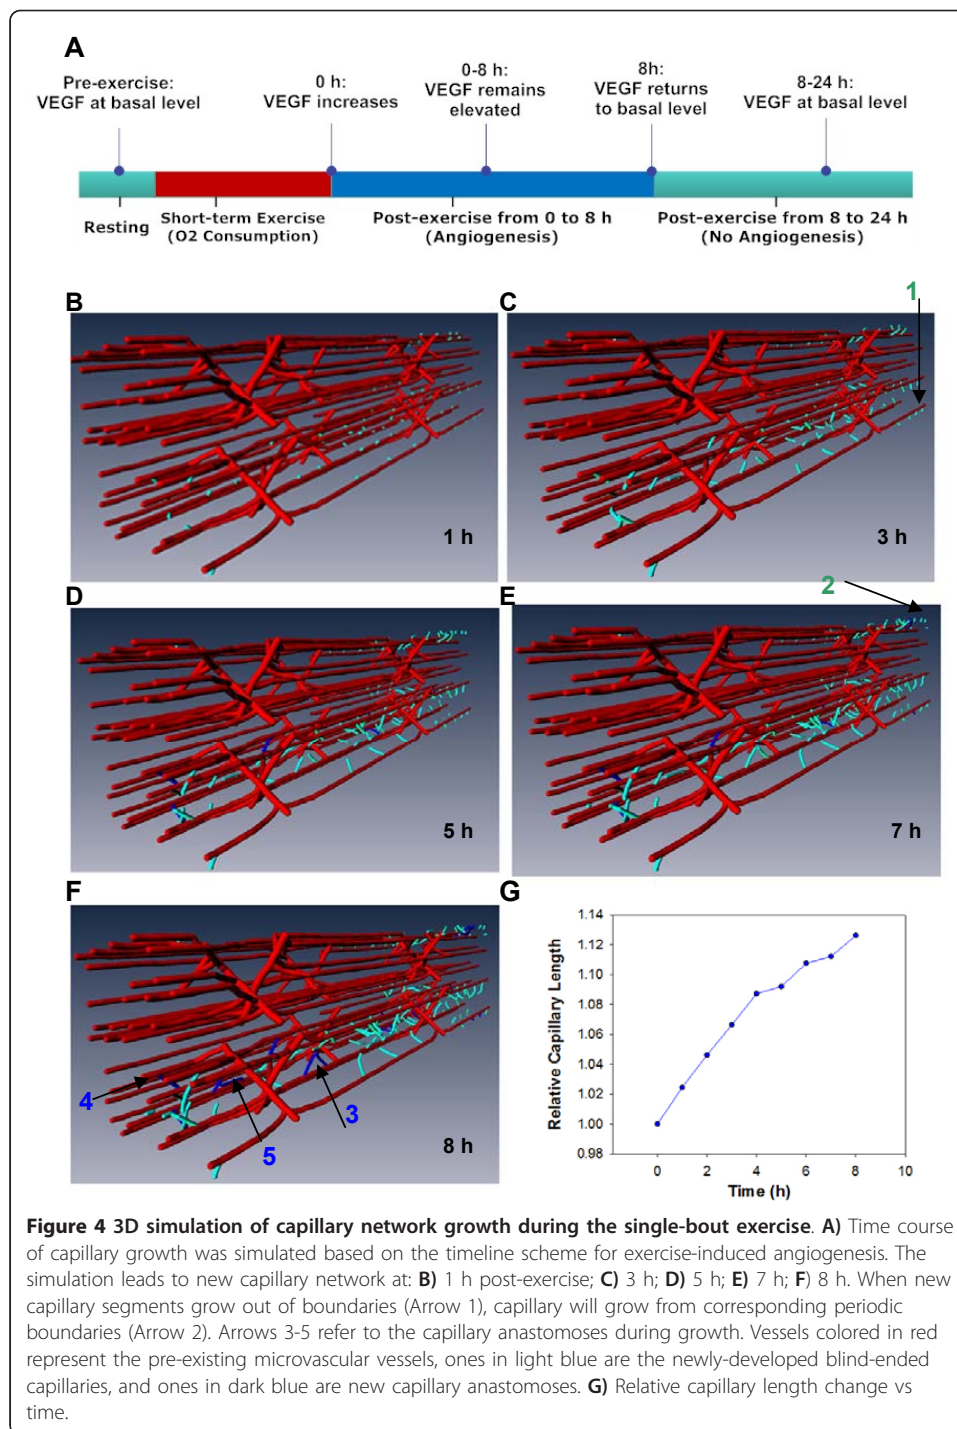 A
Pre-exercise:
VEGF at basal level
0 h:
VEGF increases
0-8 h:
VEGF remains
elevated
8h:
VEGF returns
to basal level
8-24 h:
VEGF at basal level
Resting
Short-term Exercise
(O2 Consumption)
Post-exercise from 0 to 8 h
(Angiogenesis)
Post-exercise from 8 to 24 h
(No Angiogenesis)
B
1 h
C
1
3 h
D
5 h
E
2
7 h
F
4
5
3
8 h
G
1.14
1.12
1.10
1.08
1.06
1.04
1.02
1.00
0.98
Relative Capillary Length
0 2 4 6 8 10
Time (h)
Figure 4 3D simulation of capillary network growth during the single-bout exercise. A) Time course
of capillary growth was simulated based on the timeline scheme for exercise-induced angiogenesis. The
simulation leads to new capillary network at: B) 1 h post-exercise; C) 3 h; D) 5 h; E) 7 h; F) 8 h. When new
capillary segments grow out of boundaries (Arrow 1), capillary will grow from corresponding periodic
boundaries (Arrow 2). Arrows 3-5 refer to the capillary anastomoses during growth. Vessels colored in red
represent the pre-existing microvascular vessels, ones in light blue are the newly-developed blind-ended
capillaries, and ones in dark blue are new capillary anastomoses. G) Relative capillary length change vs
time.